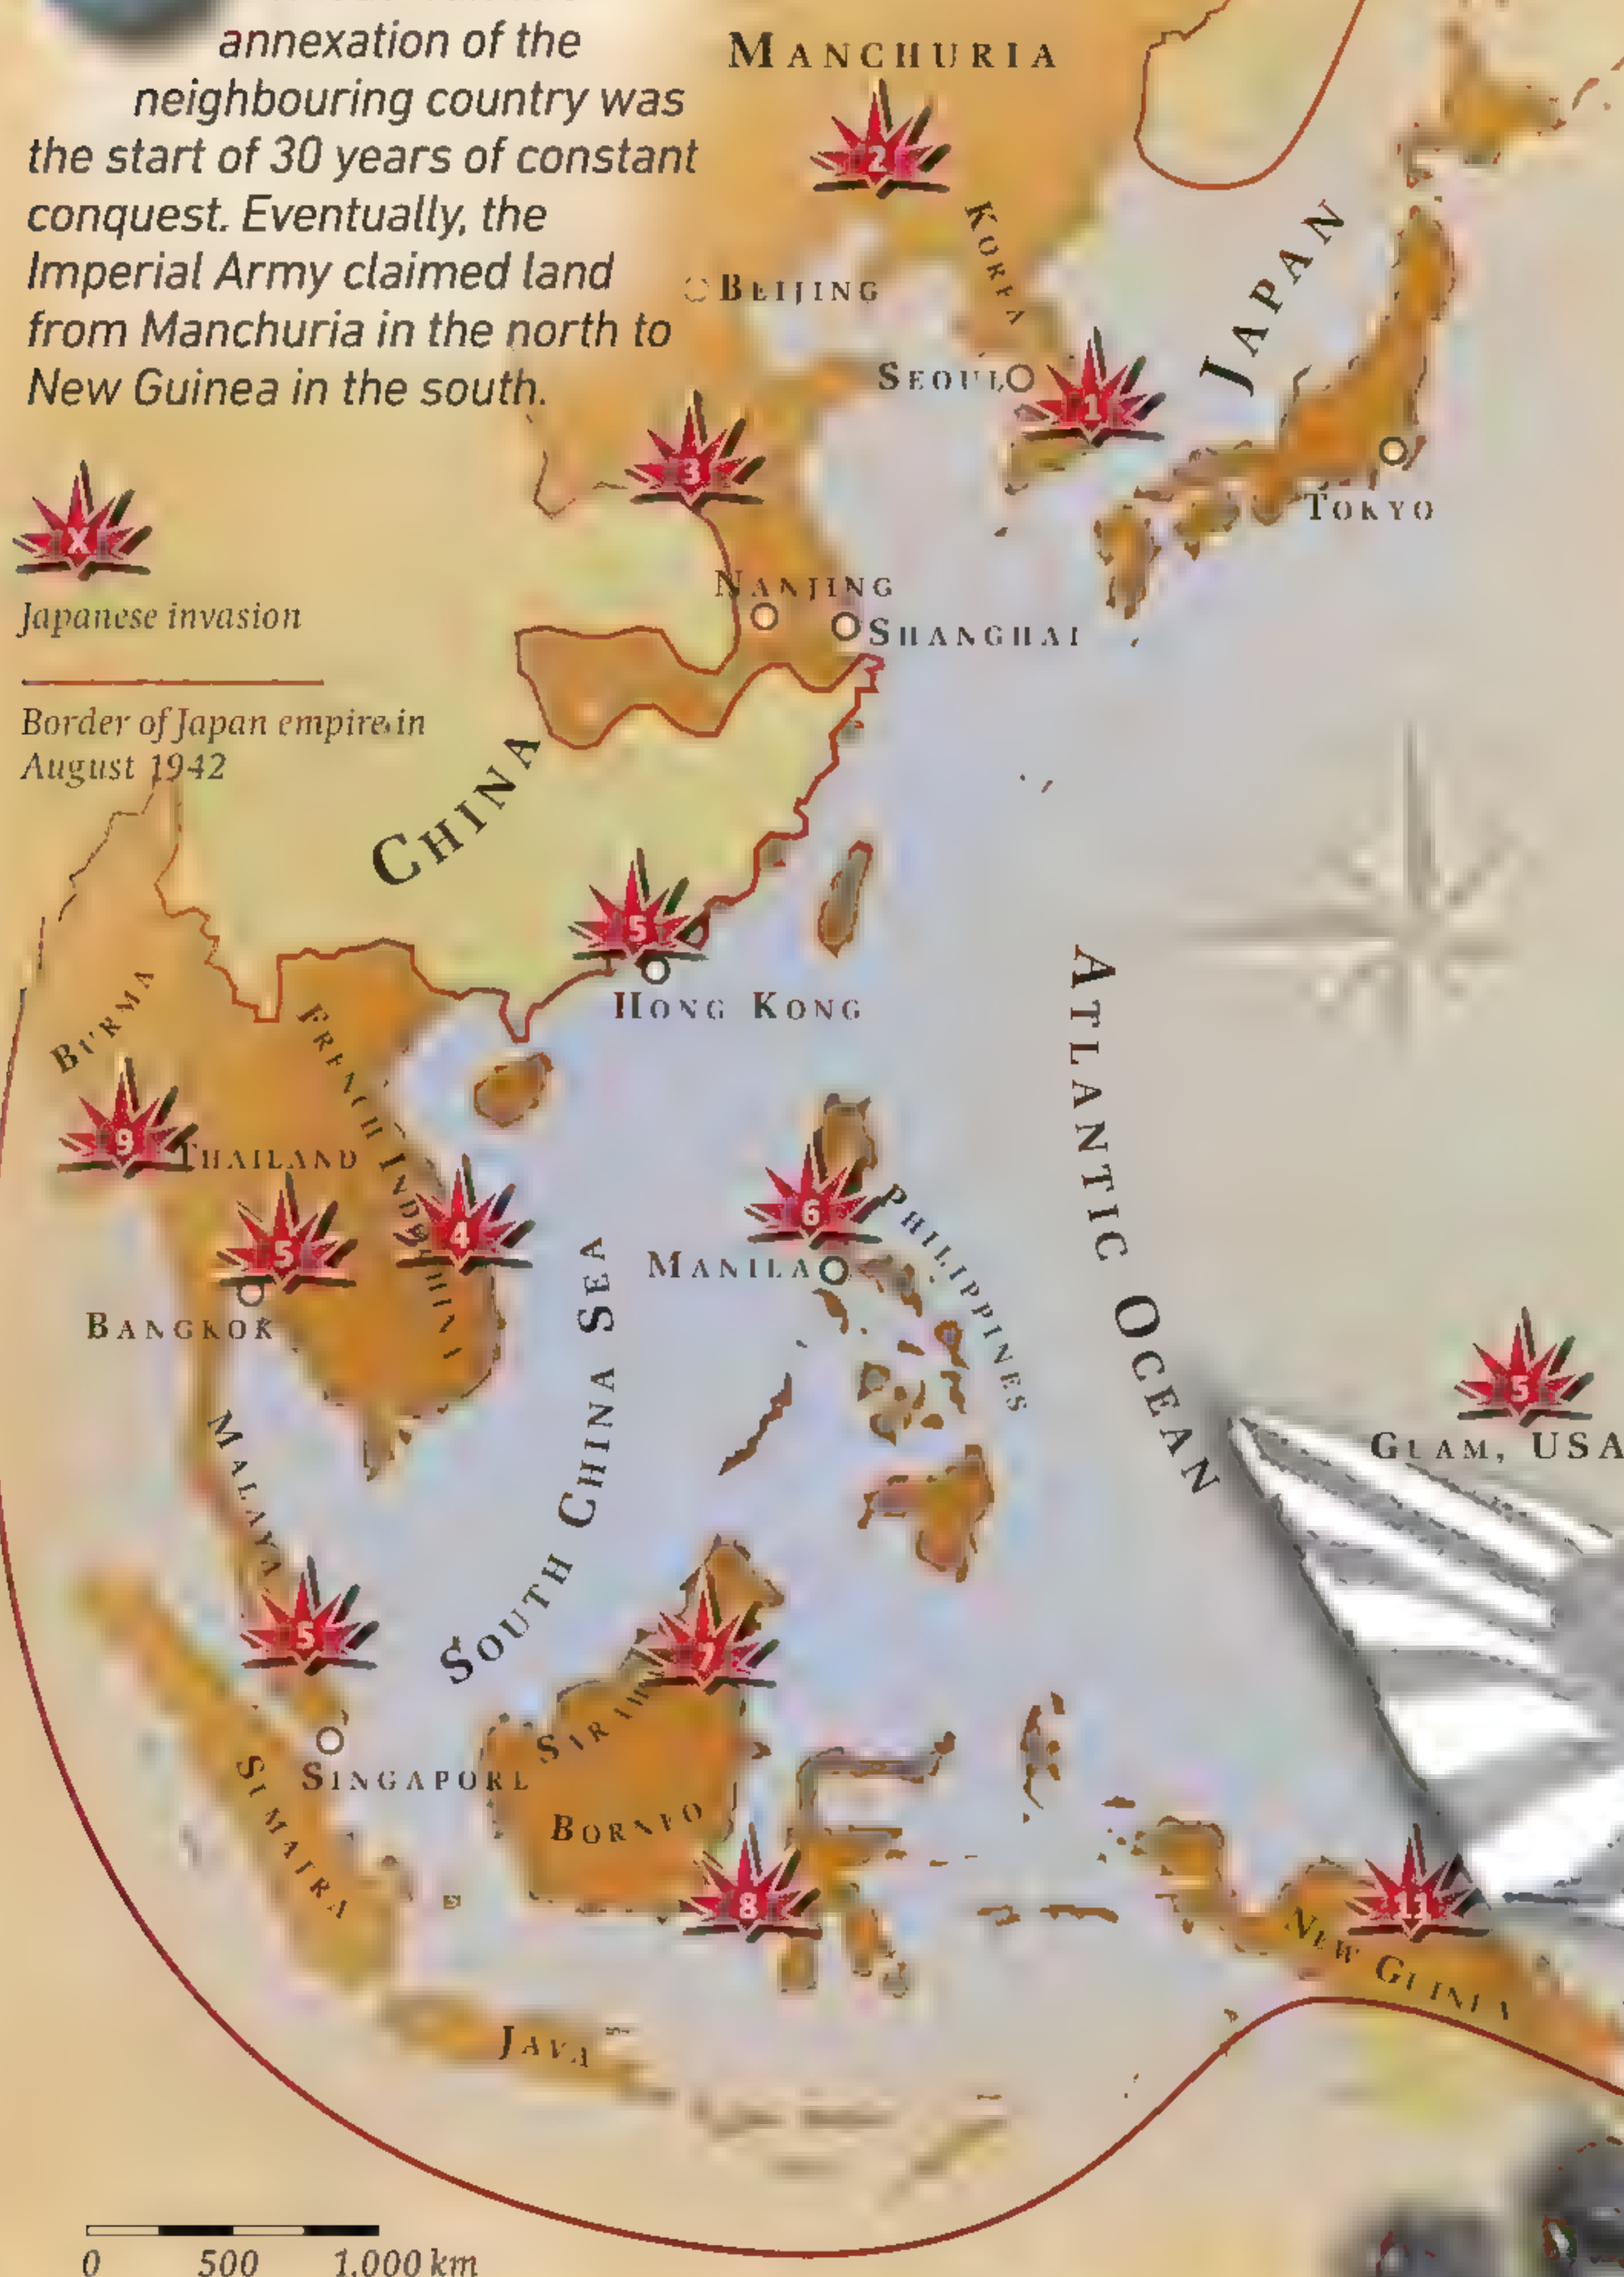 annexation of the
neighbouring country was
the start of 30 years of constant
conquest. Eventually, the
Imperial Army claimed land
from Manchuria in the north to
New Guinea in the south.
X
Japanese invasion
Border of Japan empire in
August 1942
MANCHURIA
2
KOREA
BEIJING
SEOUL
1
JAPAN
TOKYO
3
NANJING
SHANGHAI
CHINA
5
HONG KONG
BURMA
9
THAILAND
FRENCH INDOCHINA
5
4
BANGKOK
6
MANILA
PHILIPPINES
SOUTH CHINA SEA
ATLANTIC OCEAN
5
GLAM, USA
MALAYA
5
SINGAPORE
SUMATRA
7
BORNEO
8
11
NEW GUINEA
JAVA
0 500 1,000 km